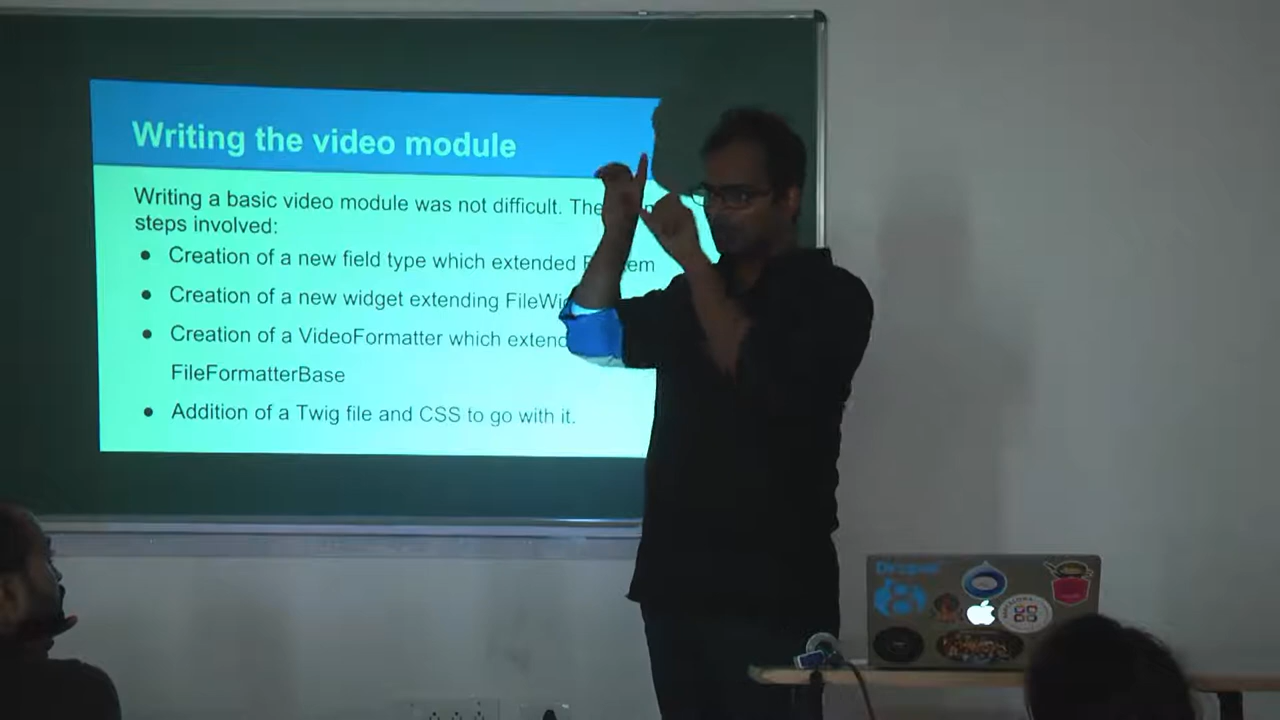 Writing the video module
Writing a basic video module was not difficult. The
steps involved:
● Creation of a new field type which extended
● Creation of a new widget extending
● Creation of a VideoFormatter which
FileFormatterBase
● Addition of a Twig file and CSS to go with it.
Drupal